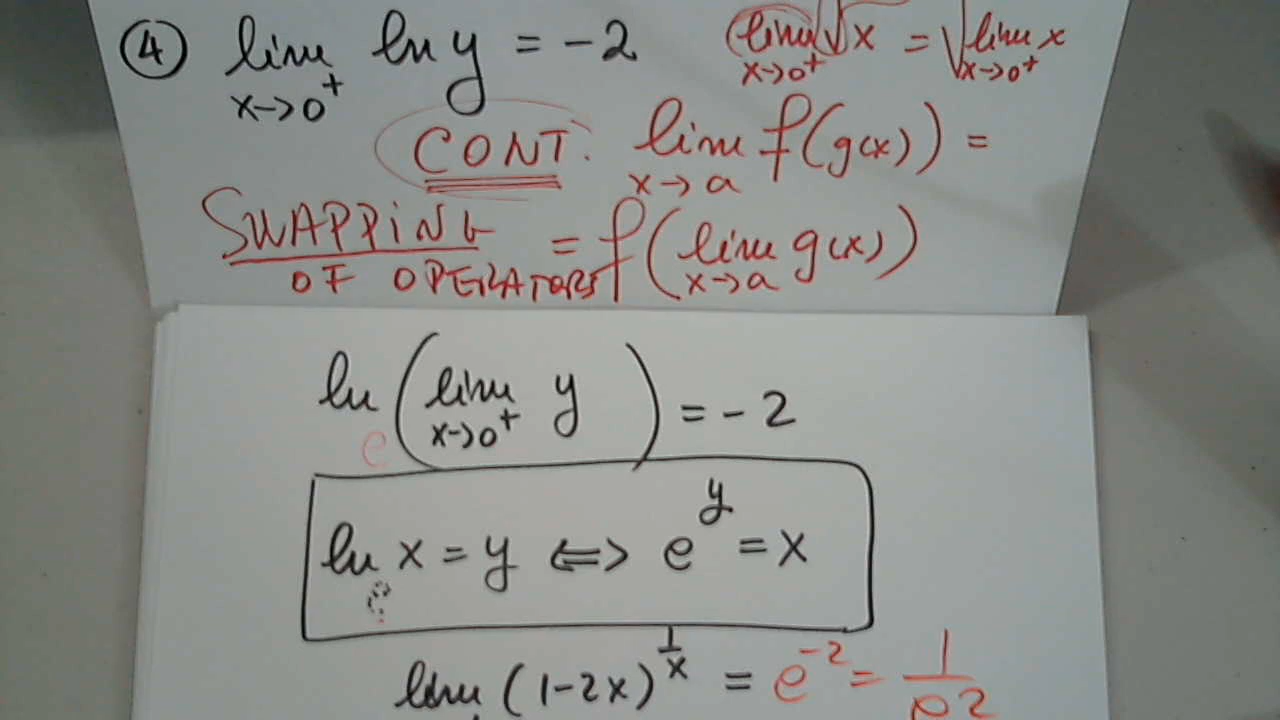 ④ lim ln y = -2 lim √x = √lim x
x→0⁺ x→0⁺ x→0⁺
CONT. lim f(g(x)) =
x→a
SWAPPING = f(lim g(x))
OF OPERATORS x→a
ln (lim y) = -2
e x→0⁺
ln x = y ⇔ e^y = x
e
lim (1-2x)^(1/x) = e^-2 = 1/e^2